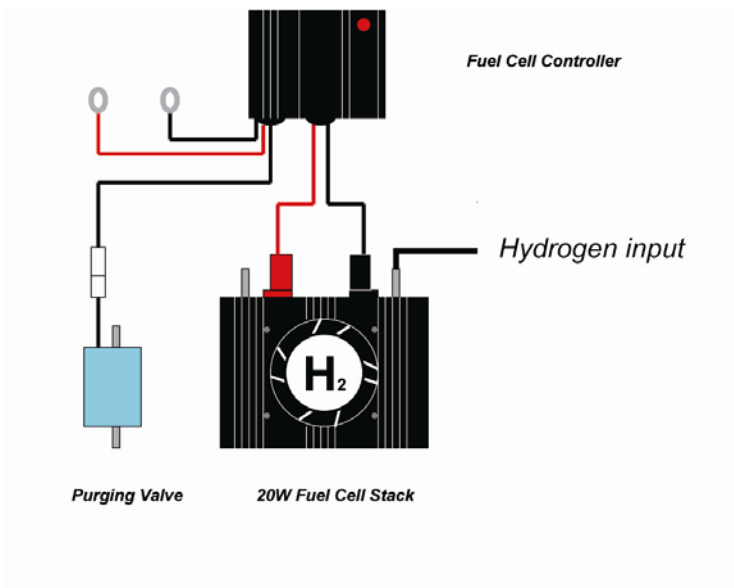 Fuel Cell Controller
Hydrogen input
H2
Purging Valve
20W Fuel Cell Stack